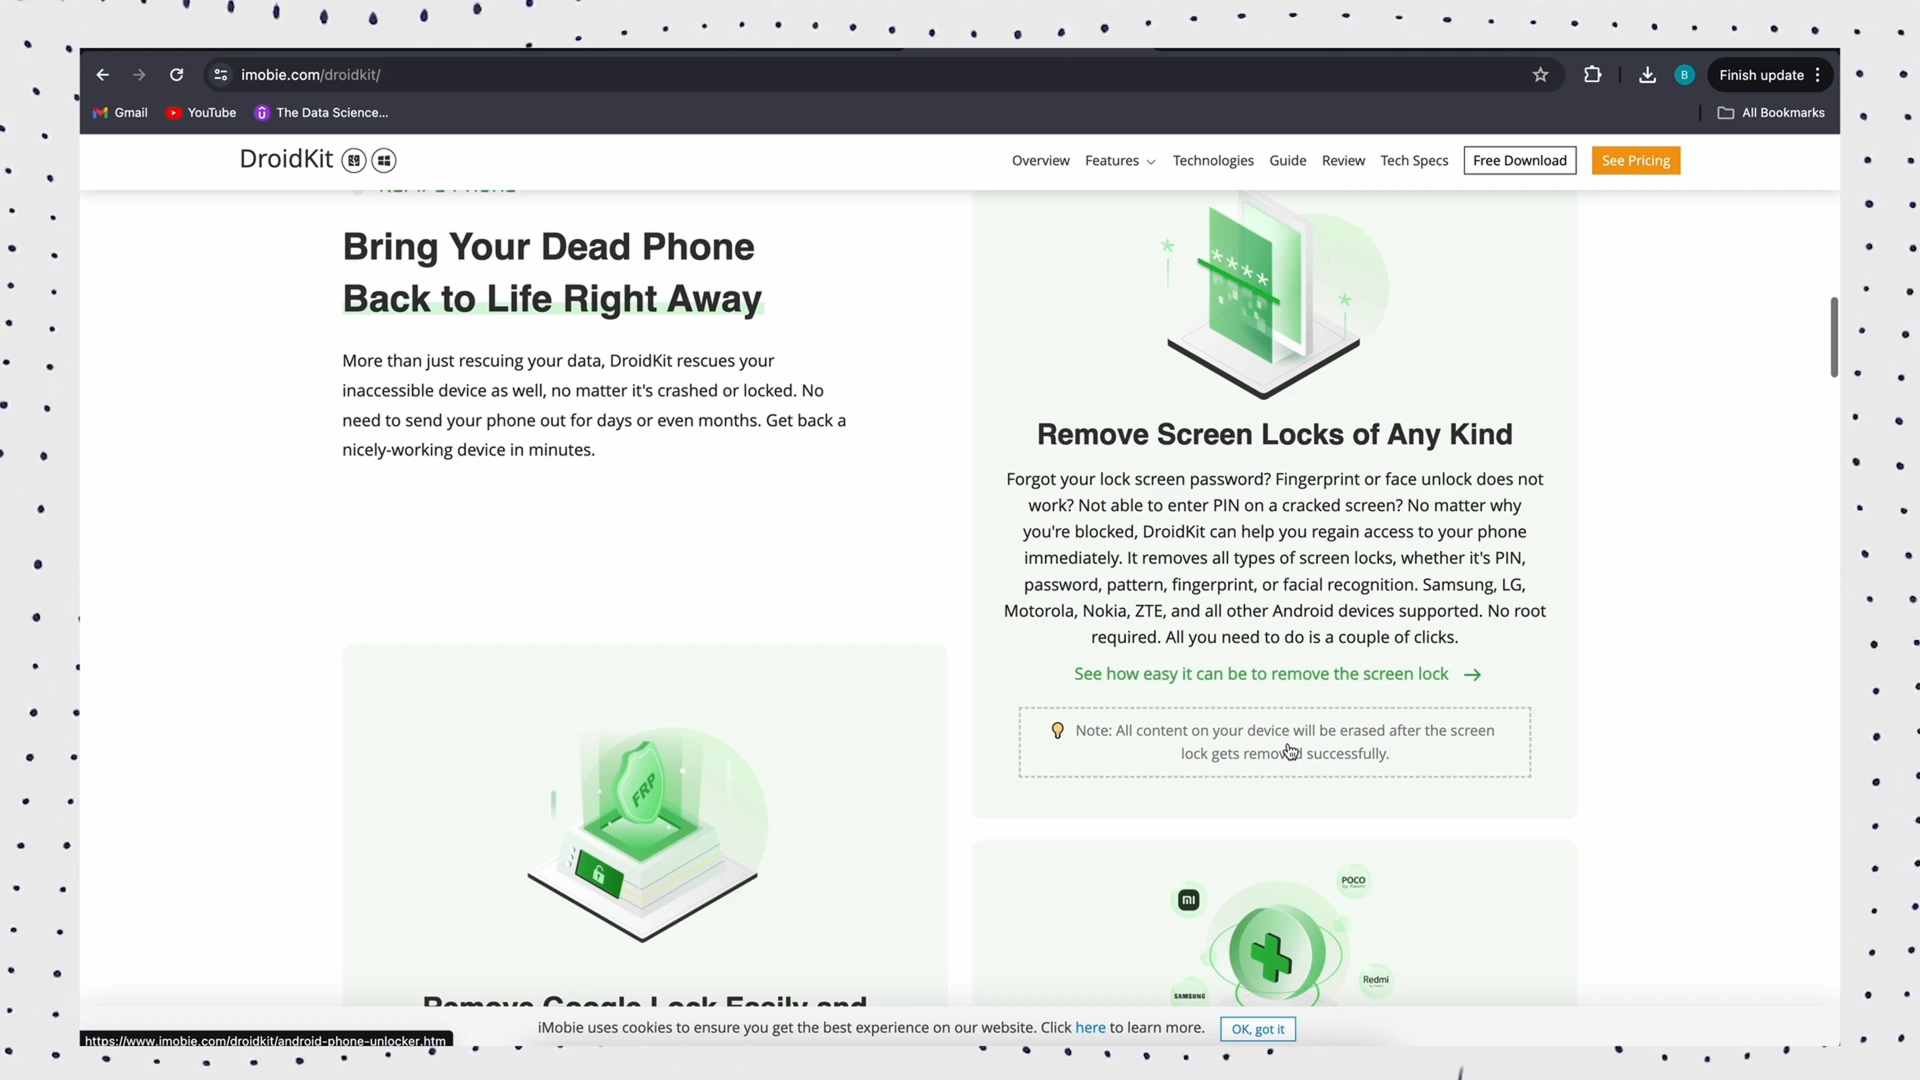 imobie.com/droidkit/
Finish update
Gmail
YouTube
The Data Science...
All Bookmarks
DroidKit
Overview
Features
Technologies
Guide
Review
Tech Specs
Free Download
See Pricing
Bring Your Dead Phone
Back to Life Right Away
More than just rescuing your data, DroidKit rescues your
inaccessible device as well, no matter it's crashed or locked. No
need to send your phone out for days or even months. Get back a
nicely-working device in minutes.
****
Remove Screen Locks of Any Kind
Forgot your lock screen password? Fingerprint or face unlock does not
work? Not able to enter PIN on a cracked screen? No matter why
you're blocked, DroidKit can help you regain access to your phone
immediately. It removes all types of screen locks, whether it's PIN,
password, pattern, fingerprint, or facial recognition. Samsung, LG,
Motorola, Nokia, ZTE, and all other Android devices supported. No root
required. All you need to do is a couple of clicks.
See how easy it can be to remove the screen lock
Note: All content on your device will be erased after the screen
lock gets removed successfully.
FRP
Remove Google Lock Easily and
POCO
mi
Redmi
SAMSUNG
iMobie uses cookies to ensure you get the best experience on our website. Click here to learn more.
OK, got it
https://www.imobie.com/droidkit/android-phone-unlocker.htm
B